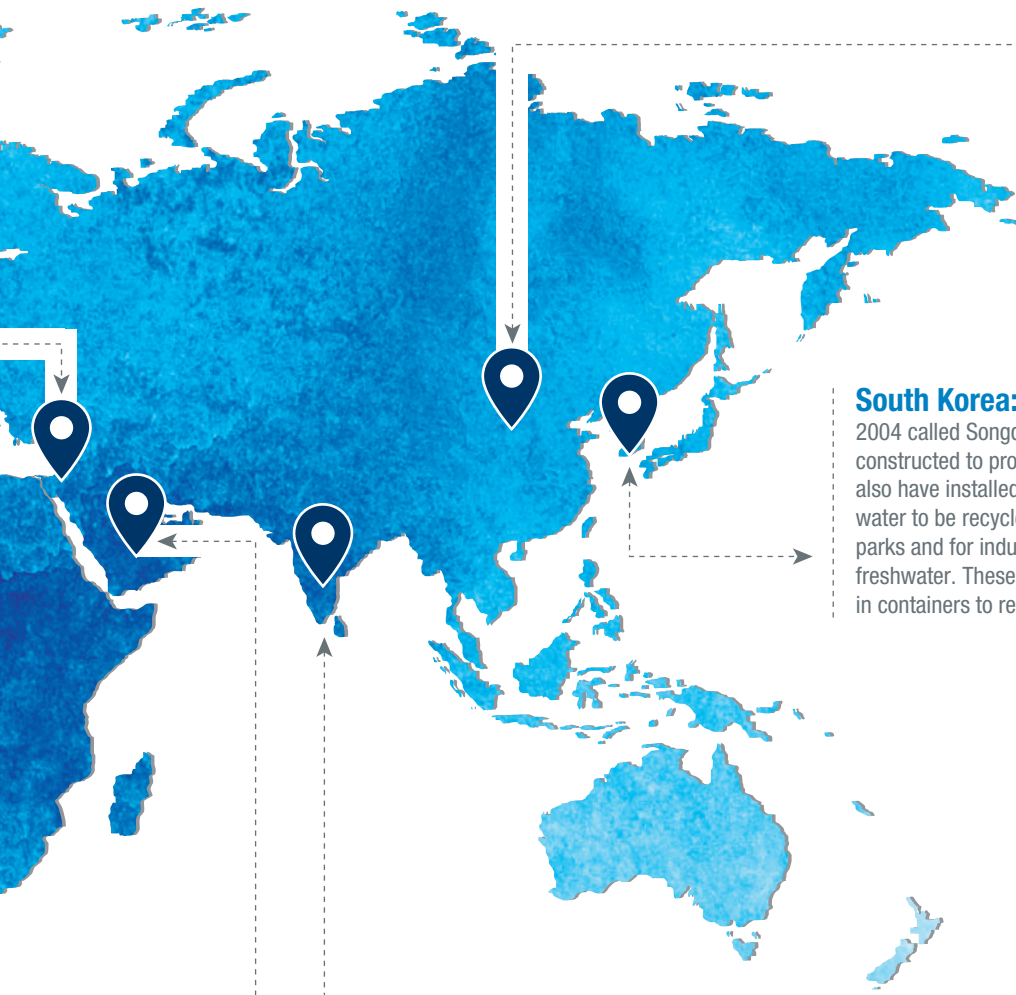 South Korea:
2004 called Songd
constructed to pro
also have installed
water to be recycle
parks and for indu
freshwater. These
in containers to re